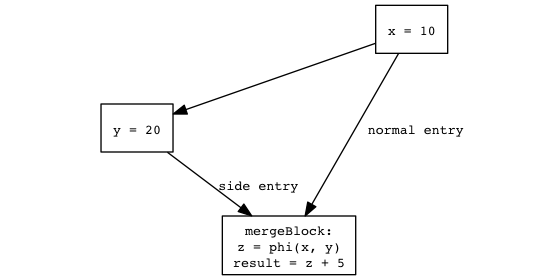 x = 10
y = 20
normal entry
side entry
mergeBlock:
z = phi(x, y)
result = z + 5